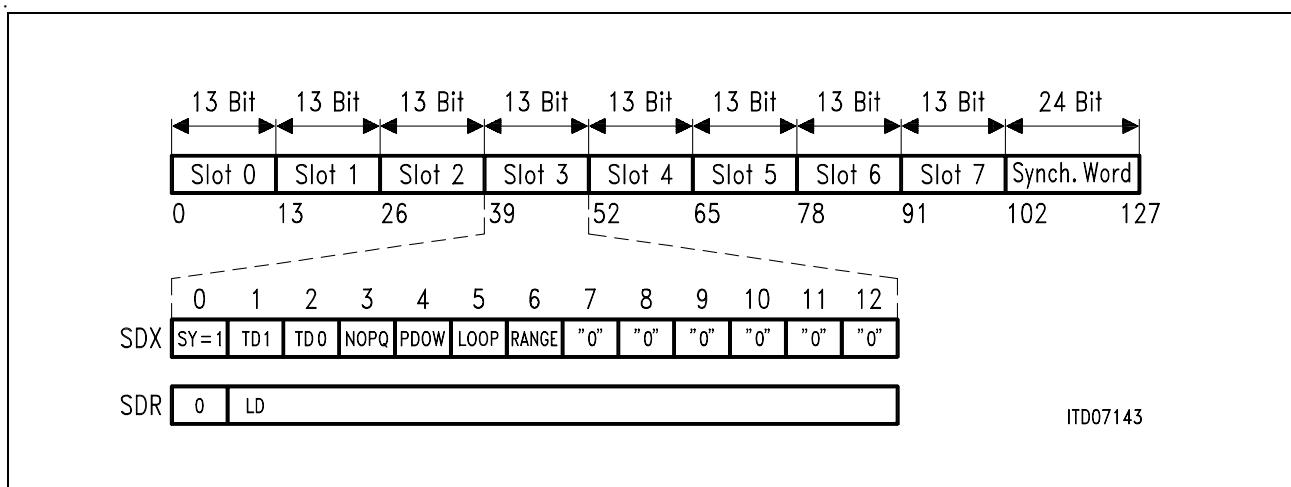 13 Bit 13 Bit 13 Bit 13 Bit 13 Bit 13 Bit 13 Bit 13 Bit 24 Bit
Slot 0 Slot 1 Slot 2 Slot 3 Slot 4 Slot 5 Slot 6 Slot 7 Synch. Word
0 13 26 39 52 65 78 91 102 127
0 1 2 3 4 5 6 7 8 9 10 11 12
SDX SY=1 TD1 TD0 NOPQ PDOW LOOP RANGE "0" "0" "0" "0" "0" "0"
SDR 0 LD
ITD07143